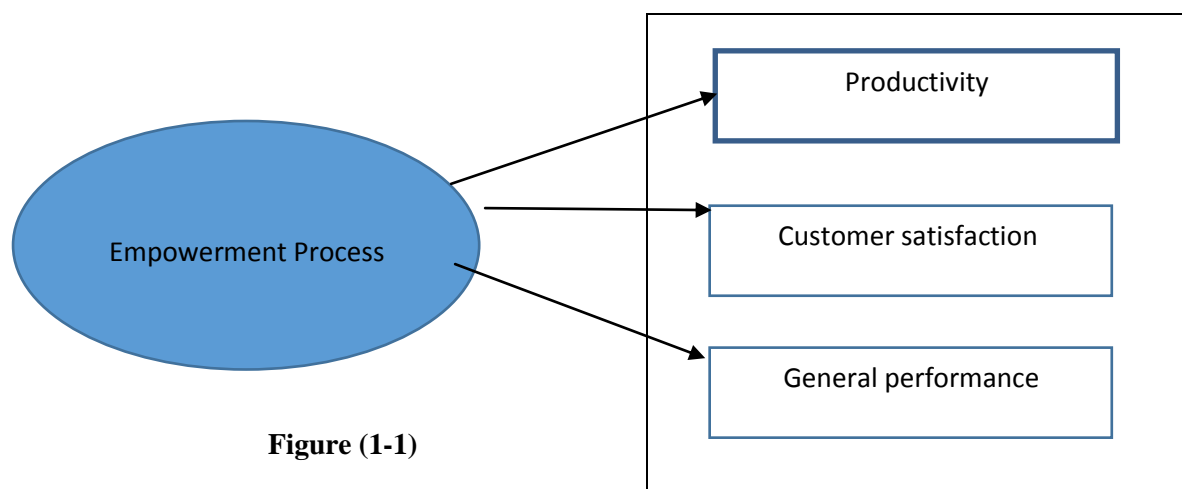 Productivity
Customer satisfaction
Empowerment Process
General performance
Figure (1-1)